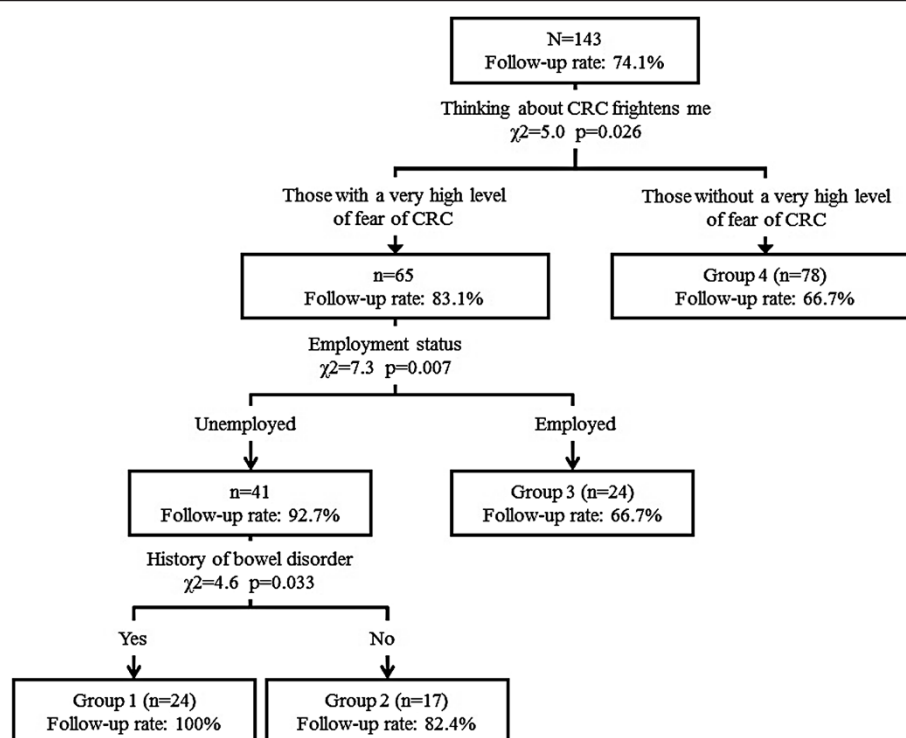 N=143
Follow-up rate: 74.1%
Thinking about CRC frightens me
χ2=5.0 p=0.026
Those with a very high level
of fear of CRC
Those without a very high level
of fear of CRC
n=65
Follow-up rate: 83.1%
Group 4 (n=78)
Follow-up rate: 66.7%
Employment status
χ2=7.3 p=0.007
Unemployed
Employed
n=41
Follow-up rate: 92.7%
Group 3 (n=24)
Follow-up rate: 66.7%
History of bowel disorder
χ2=4.6 p=0.033
Yes
No
Group 1 (n=24)
Follow-up rate: 100%
Group 2 (n=17)
Follow-up rate: 82.4%